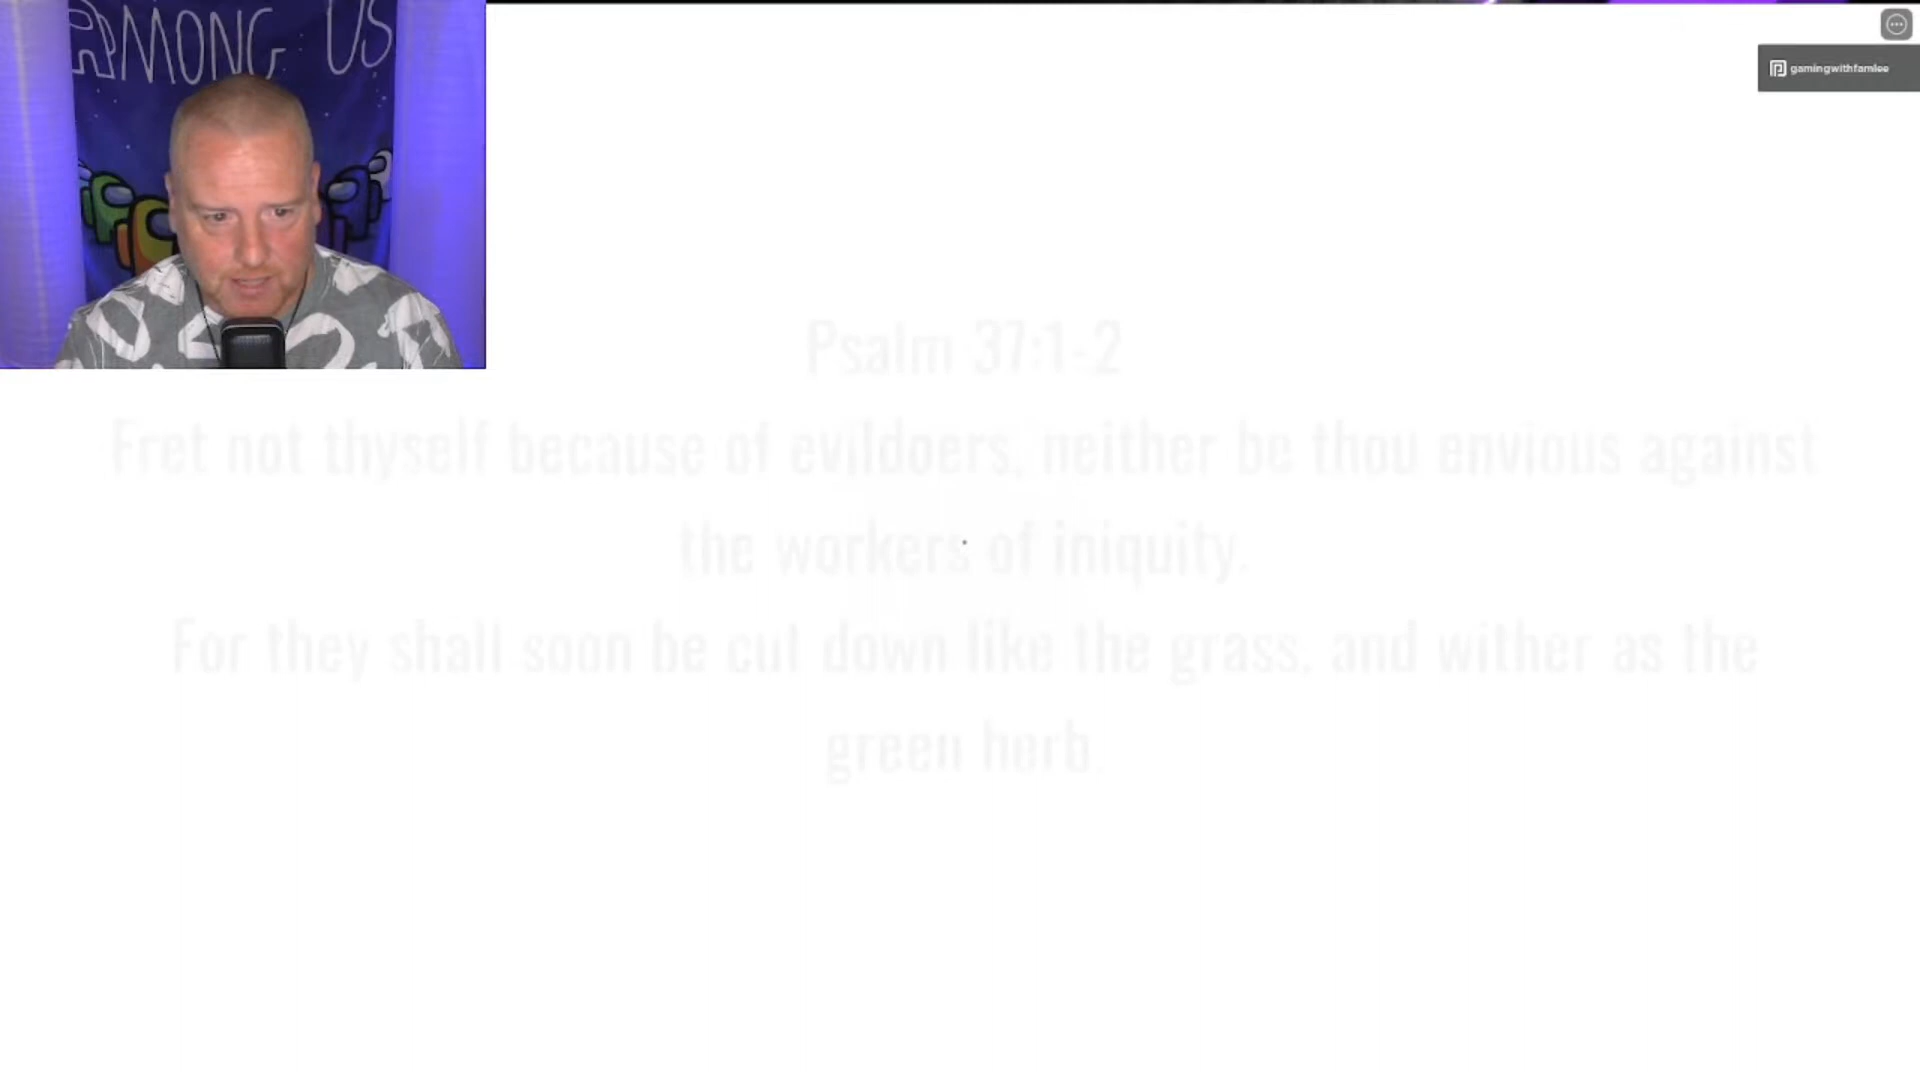 AMONG US
gamingwithfamlee
Psalm 37:1-2
Fret not thyself because of evildoers, neither be thou envious against
the workers of iniquity.
For they shall soon be cut down like the grass, and wither as the
green herb.